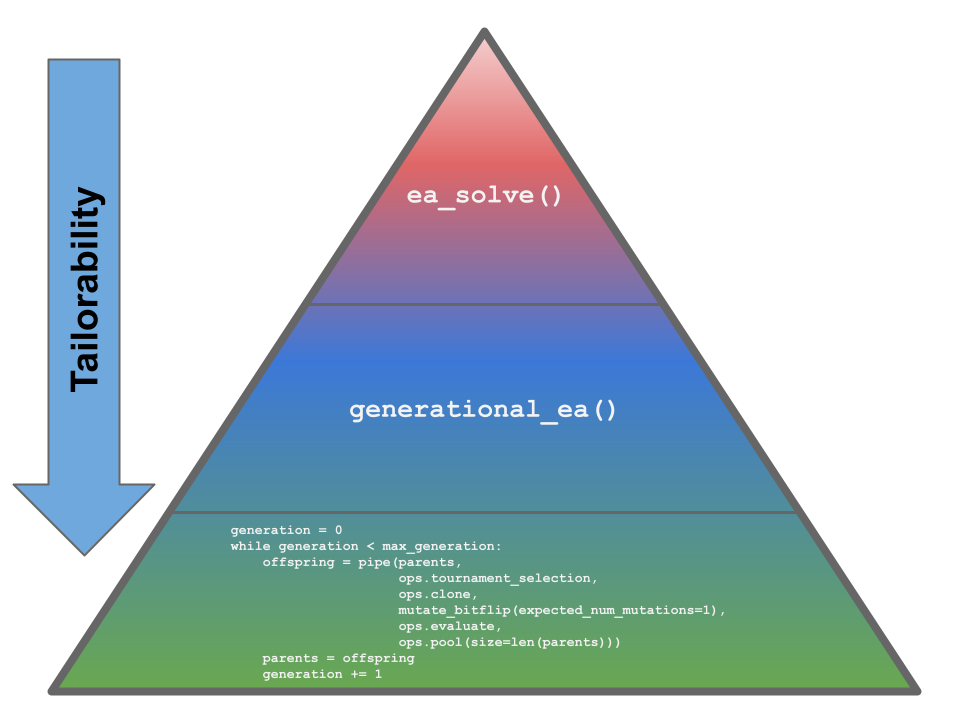 Tailorability
ea_solve()
generational_ea()
generation = 0
while generation < max_generation:
    offspring = pipe(parents,
                     ops.tournament_selection,
                     ops.clone,
                     mutate_bitflip(expected_num_mutations=1),
                     ops.evaluate,
                     ops.pool(size=len(parents)))
    parents = offspring
    generation += 1